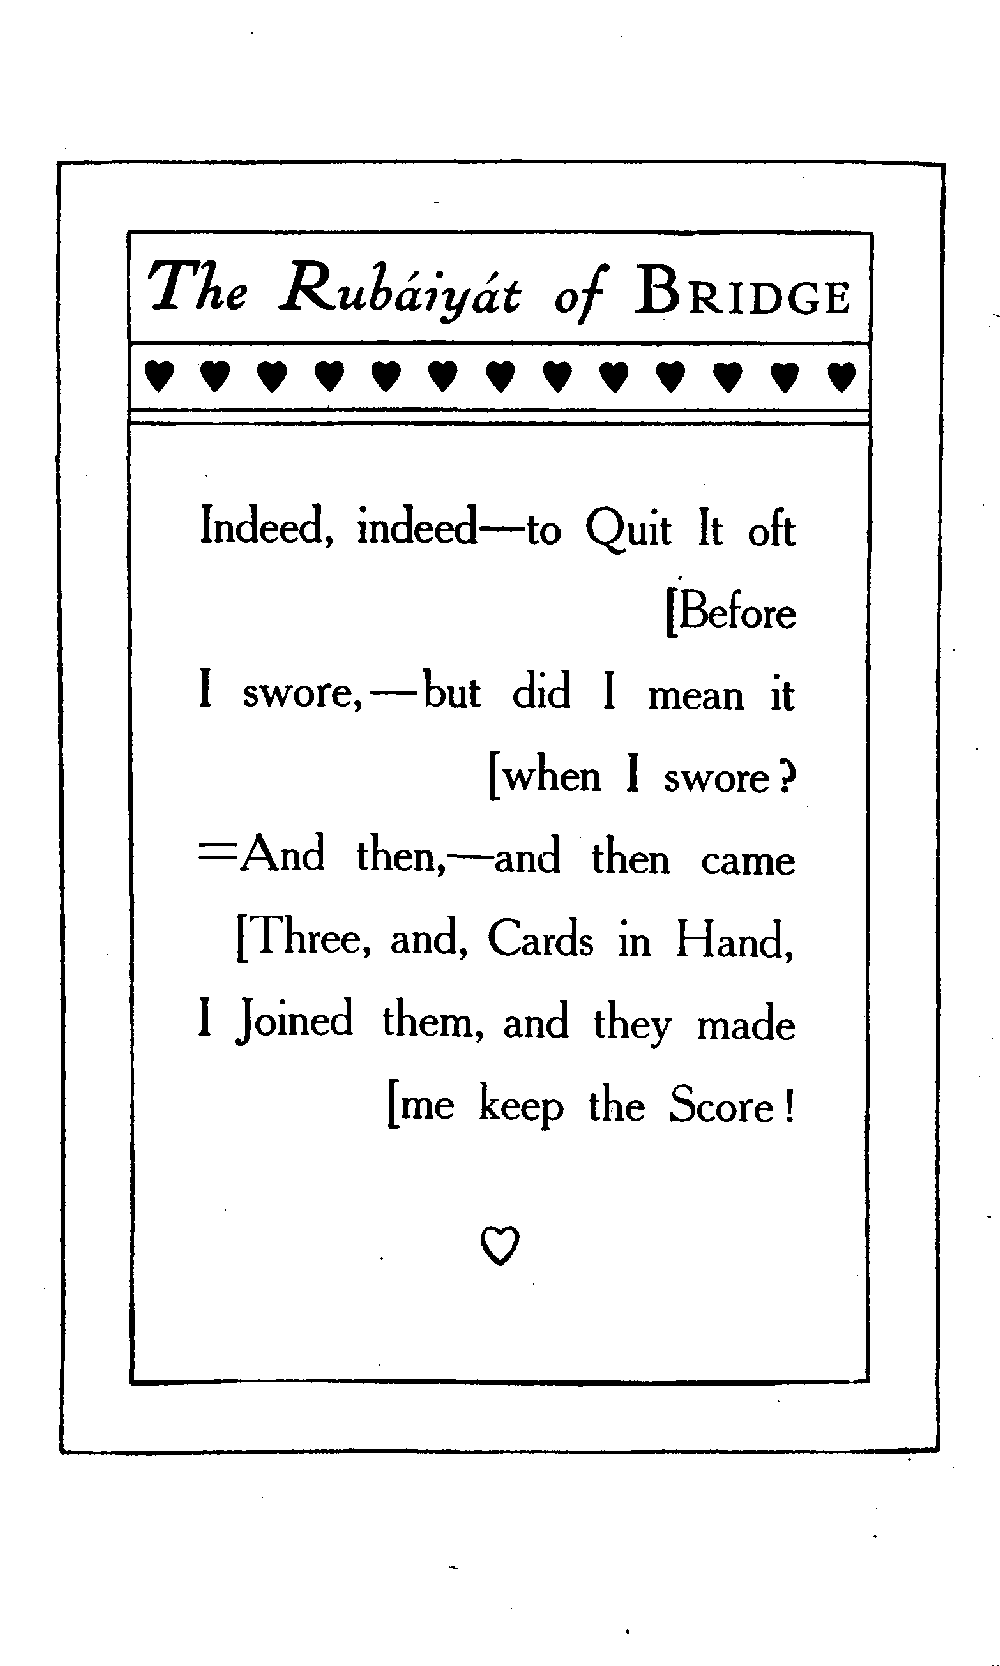 The Rubáiyát of BRIDGE
Indeed, indeed—to Quit It oft
[Before
I swore,—but did I mean it
[when I swore?
=And then,—and then came
[Three, and, Cards in Hand,
I Joined them, and they made
[me keep the Score!